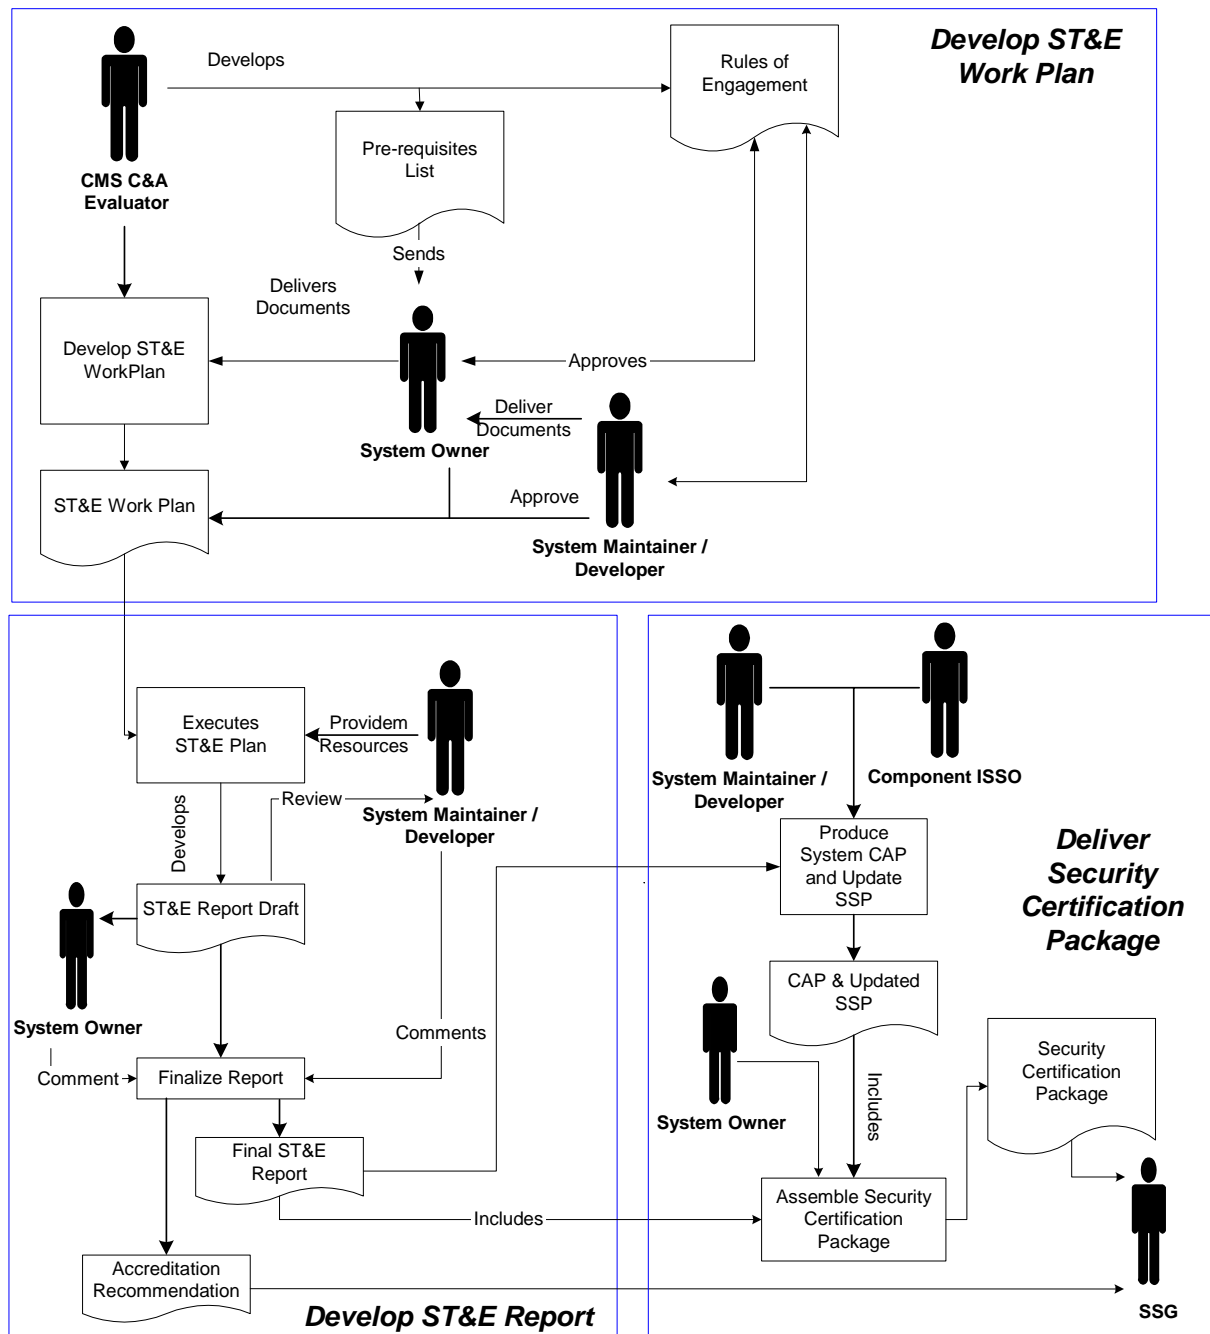 Develop ST&E
Work Plan
Develops
Rules of
Engagement
Pre-requisites
List
CMS C&A
Evaluator
Sends
Delivers
Documents
Develop ST&E
WorkPlan
Approves
Deliver
Documents
System Owner
ST&E Work Plan
Approve
System Maintainer /
Developer
Executes
ST&E Plan
Providem
Resources
Review
System Maintainer /
Developer
Develops
ST&E Report Draft
System Owner
Comments
Comment
Finalize Report
Final ST&E
Report
Includes
Accreditation
Recommendation
Develop ST&E Report
System Maintainer /
Developer
Component ISSO
Produce
System CAP
and Update
SSP
Deliver
Security
Certification
Package
CAP & Updated
SSP
System Owner
Includes
Security
Certification
Package
Assemble Security
Certification
Package
SSG